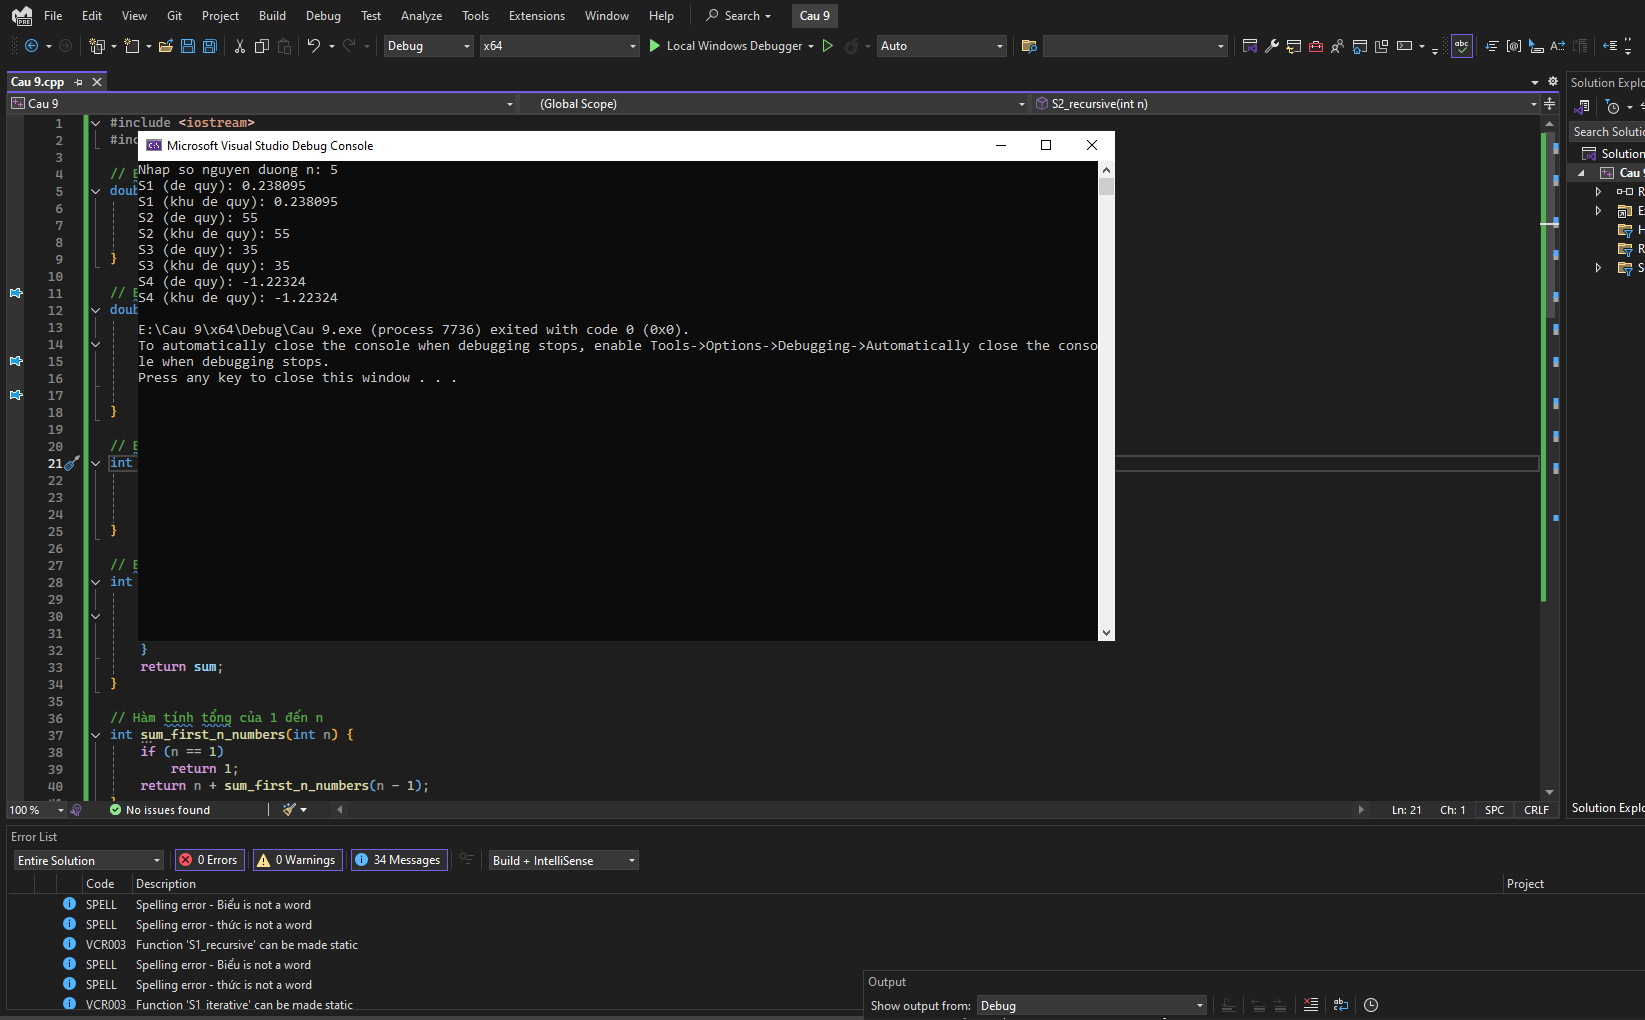 File Edit View Git Project Build Debug Test Analyze Tools Extensions Window Help Search Cau 9
Debug x64 Local Windows Debugger Auto
Cau 9.cpp
Solution Explo
Cau 9 (Global Scope) S2_recursive(int n)
Search Solutio
Solution
Cau 9
1 #include <iostream>
2 #inc
3
4 //
5 doub
6
7
8
9 }
10
11 //
12 doub
13
14
15
16
17
18 }
19
20 //
21 int
22
23
24
25 }
26
27 //
28 int
29
30
31
32 }
33 return sum;
34 }
35
36 // Hàm tính tổng của 1 đến n
37 int sum_first_n_numbers(int n) {
38 if (n == 1)
39 return 1;
40 return n + sum_first_n_numbers(n - 1);
Microsoft Visual Studio Debug Console
Nhap so nguyen duong n: 5
S1 (de quy): 0.238095
S1 (khu de quy): 0.238095
S2 (de quy): 55
S2 (khu de quy): 55
S3 (de quy): 35
S3 (khu de quy): 35
S4 (de quy): -1.22324
S4 (khu de quy): -1.22324
E:\Cau 9\x64\Debug\Cau 9.exe (process 7736) exited with code 0 (0x0).
To automatically close the console when debugging stops, enable Tools->Options->Debugging->Automatically close the conso
le when debugging stops.
Press any key to close this window . . .
100 % No issues found Ln: 21 Ch: 1 SPC CRLF
Solution Explo
Error List
Entire Solution 0 Errors 0 Warnings 34 Messages Build + IntelliSense
Code Description Project
SPELL Spelling error - Biểu is not a word
SPELL Spelling error - thức is not a word
VCR003 Function 'S1_recursive' can be made static
SPELL Spelling error - Biểu is not a word
SPELL Spelling error - thức is not a word
VCR003 Function 'S1_iterative' can be made static
Output
Show output from: Debug